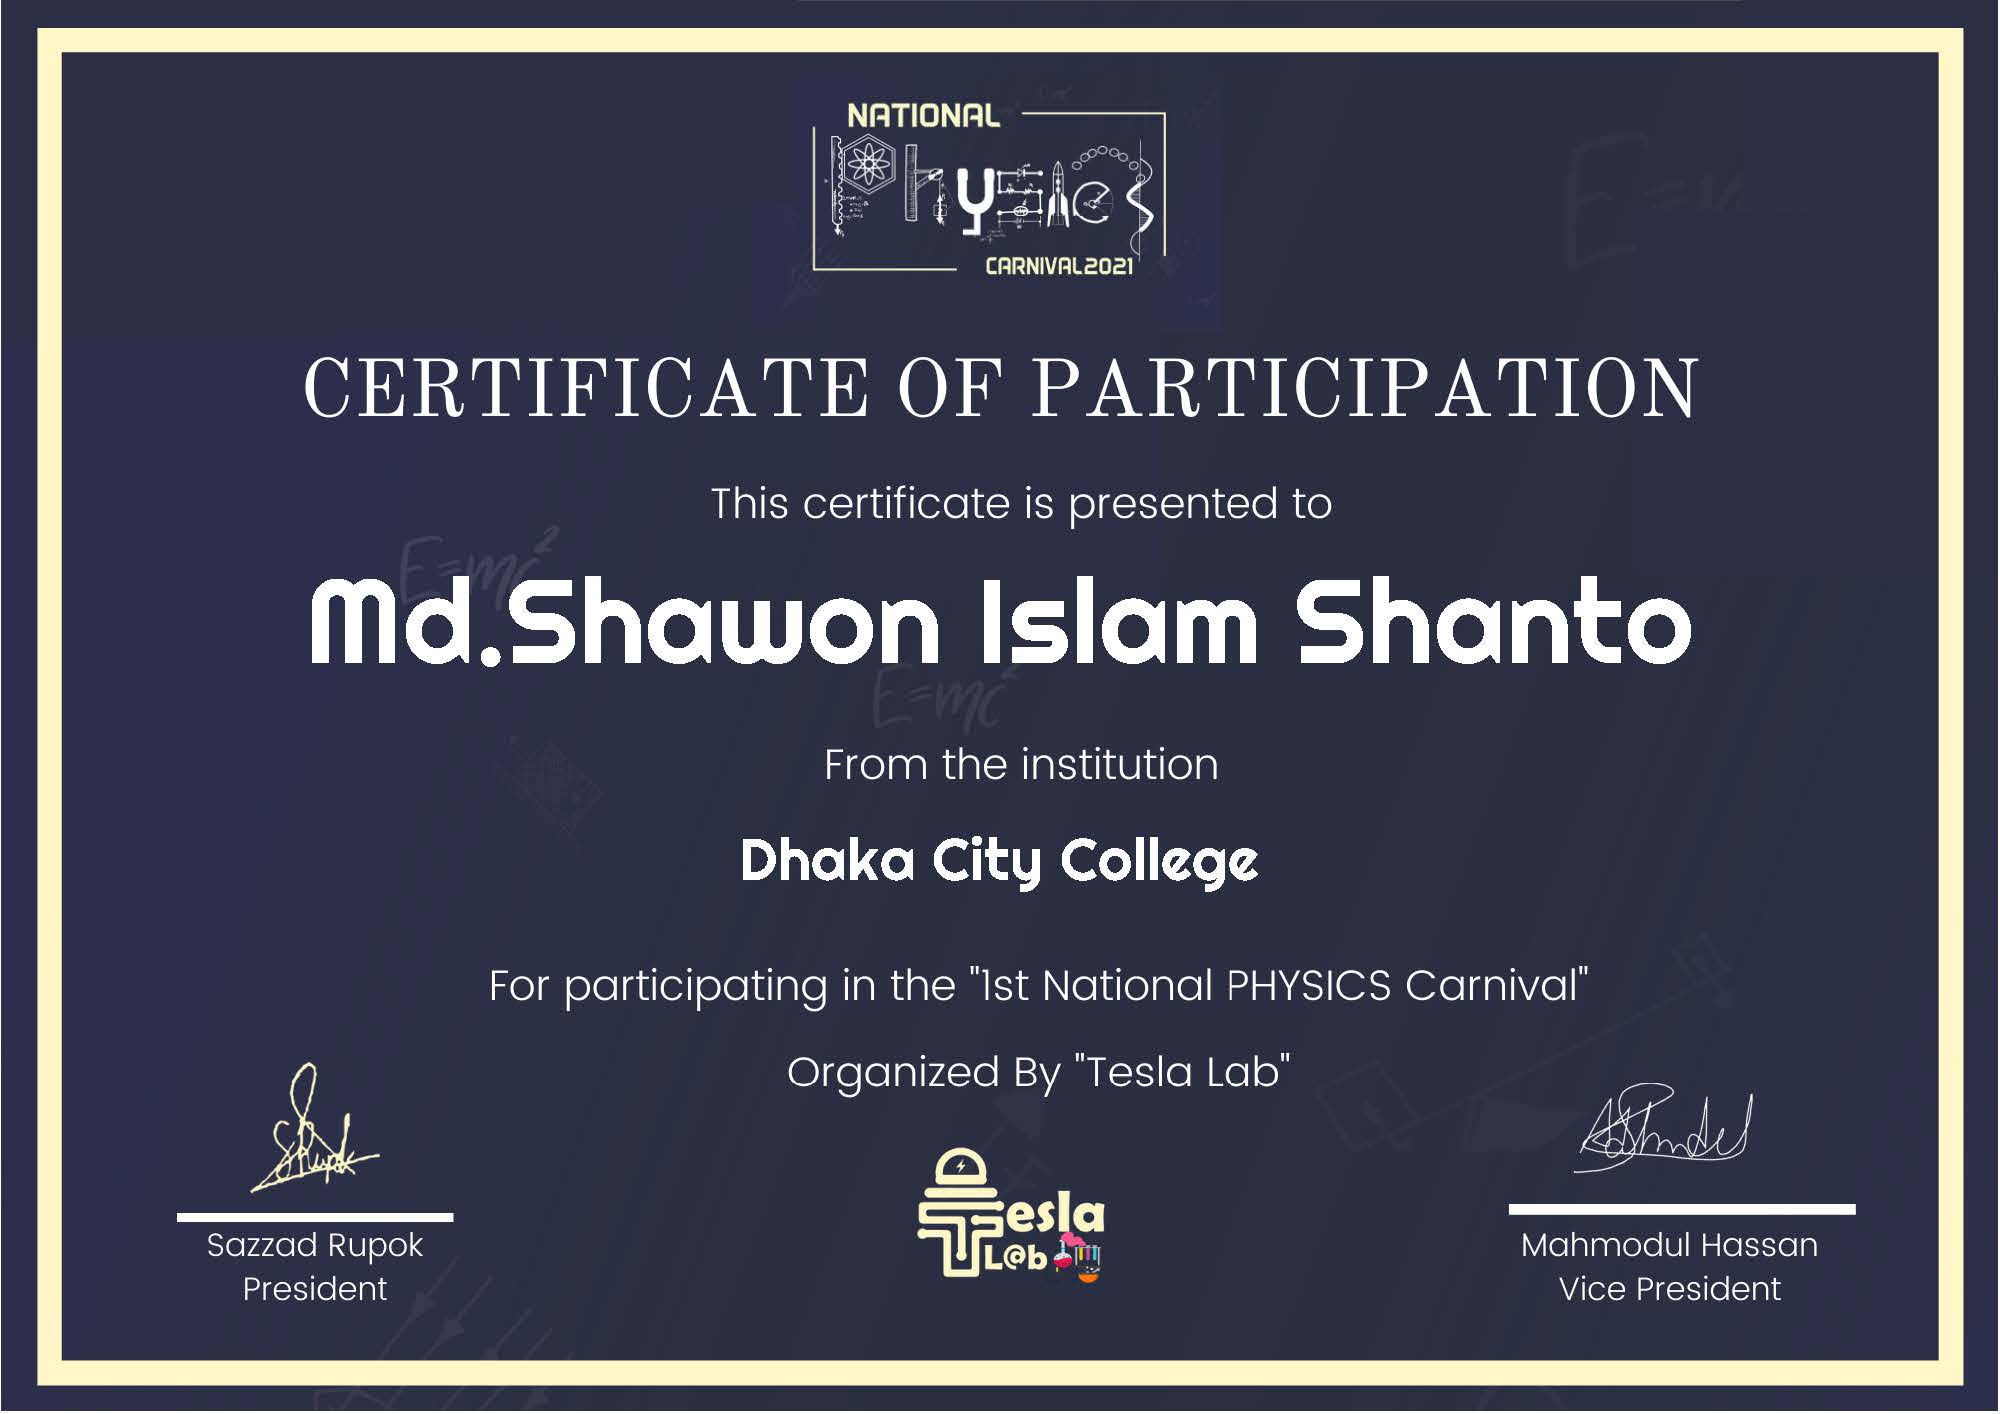 NATIONAL
Physics
CARNIVAL2021
E=m
CERTIFICATE OF PARTICIPATION
This certificate is presented to
E=mc²
Md.Shawon Islam Shanto
E=mc²
From the institution
Dhaka City College
For participating in the "1st National PHYSICS Carnival"
Organized By "Tesla Lab"
Tesla
L@b
Sazzad Rupok
President
Mahmodul Hassan
Vice President